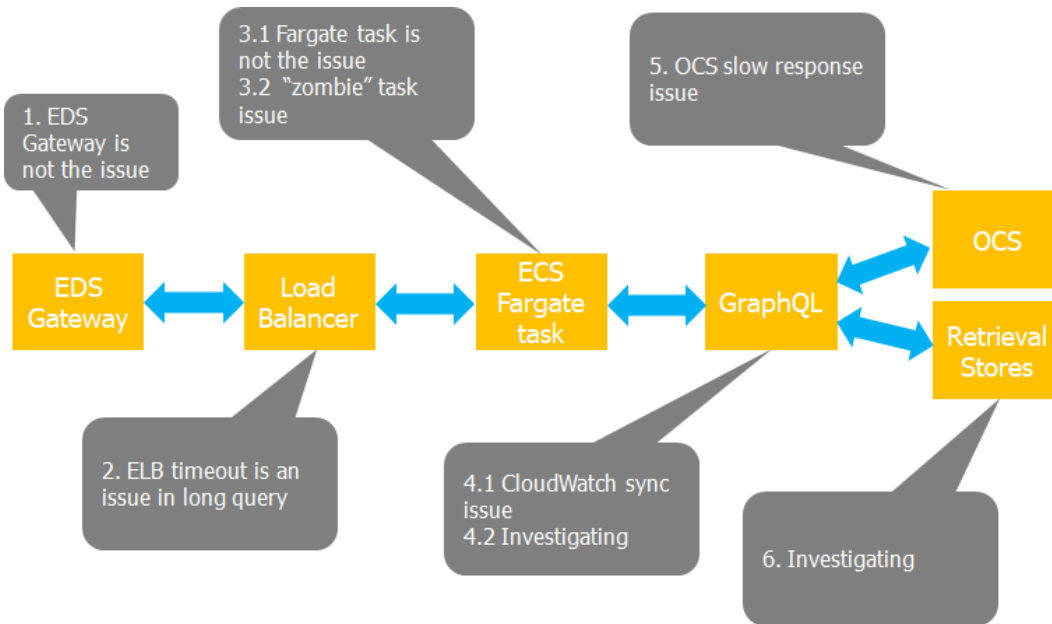 3.1 Fargate task is
not the issue
3.2 “zombie” task
issue
5. OCS slow response
issue
1. EDS
Gateway is
not the issue
EDS
Gateway
Load
Balancer
ECS
Fargate
task
GraphQL
OCS
Retrieval
Stores
2. ELB timeout is an
issue in long query
4.1 CloudWatch sync
issue
4.2 Investigating
6. Investigating